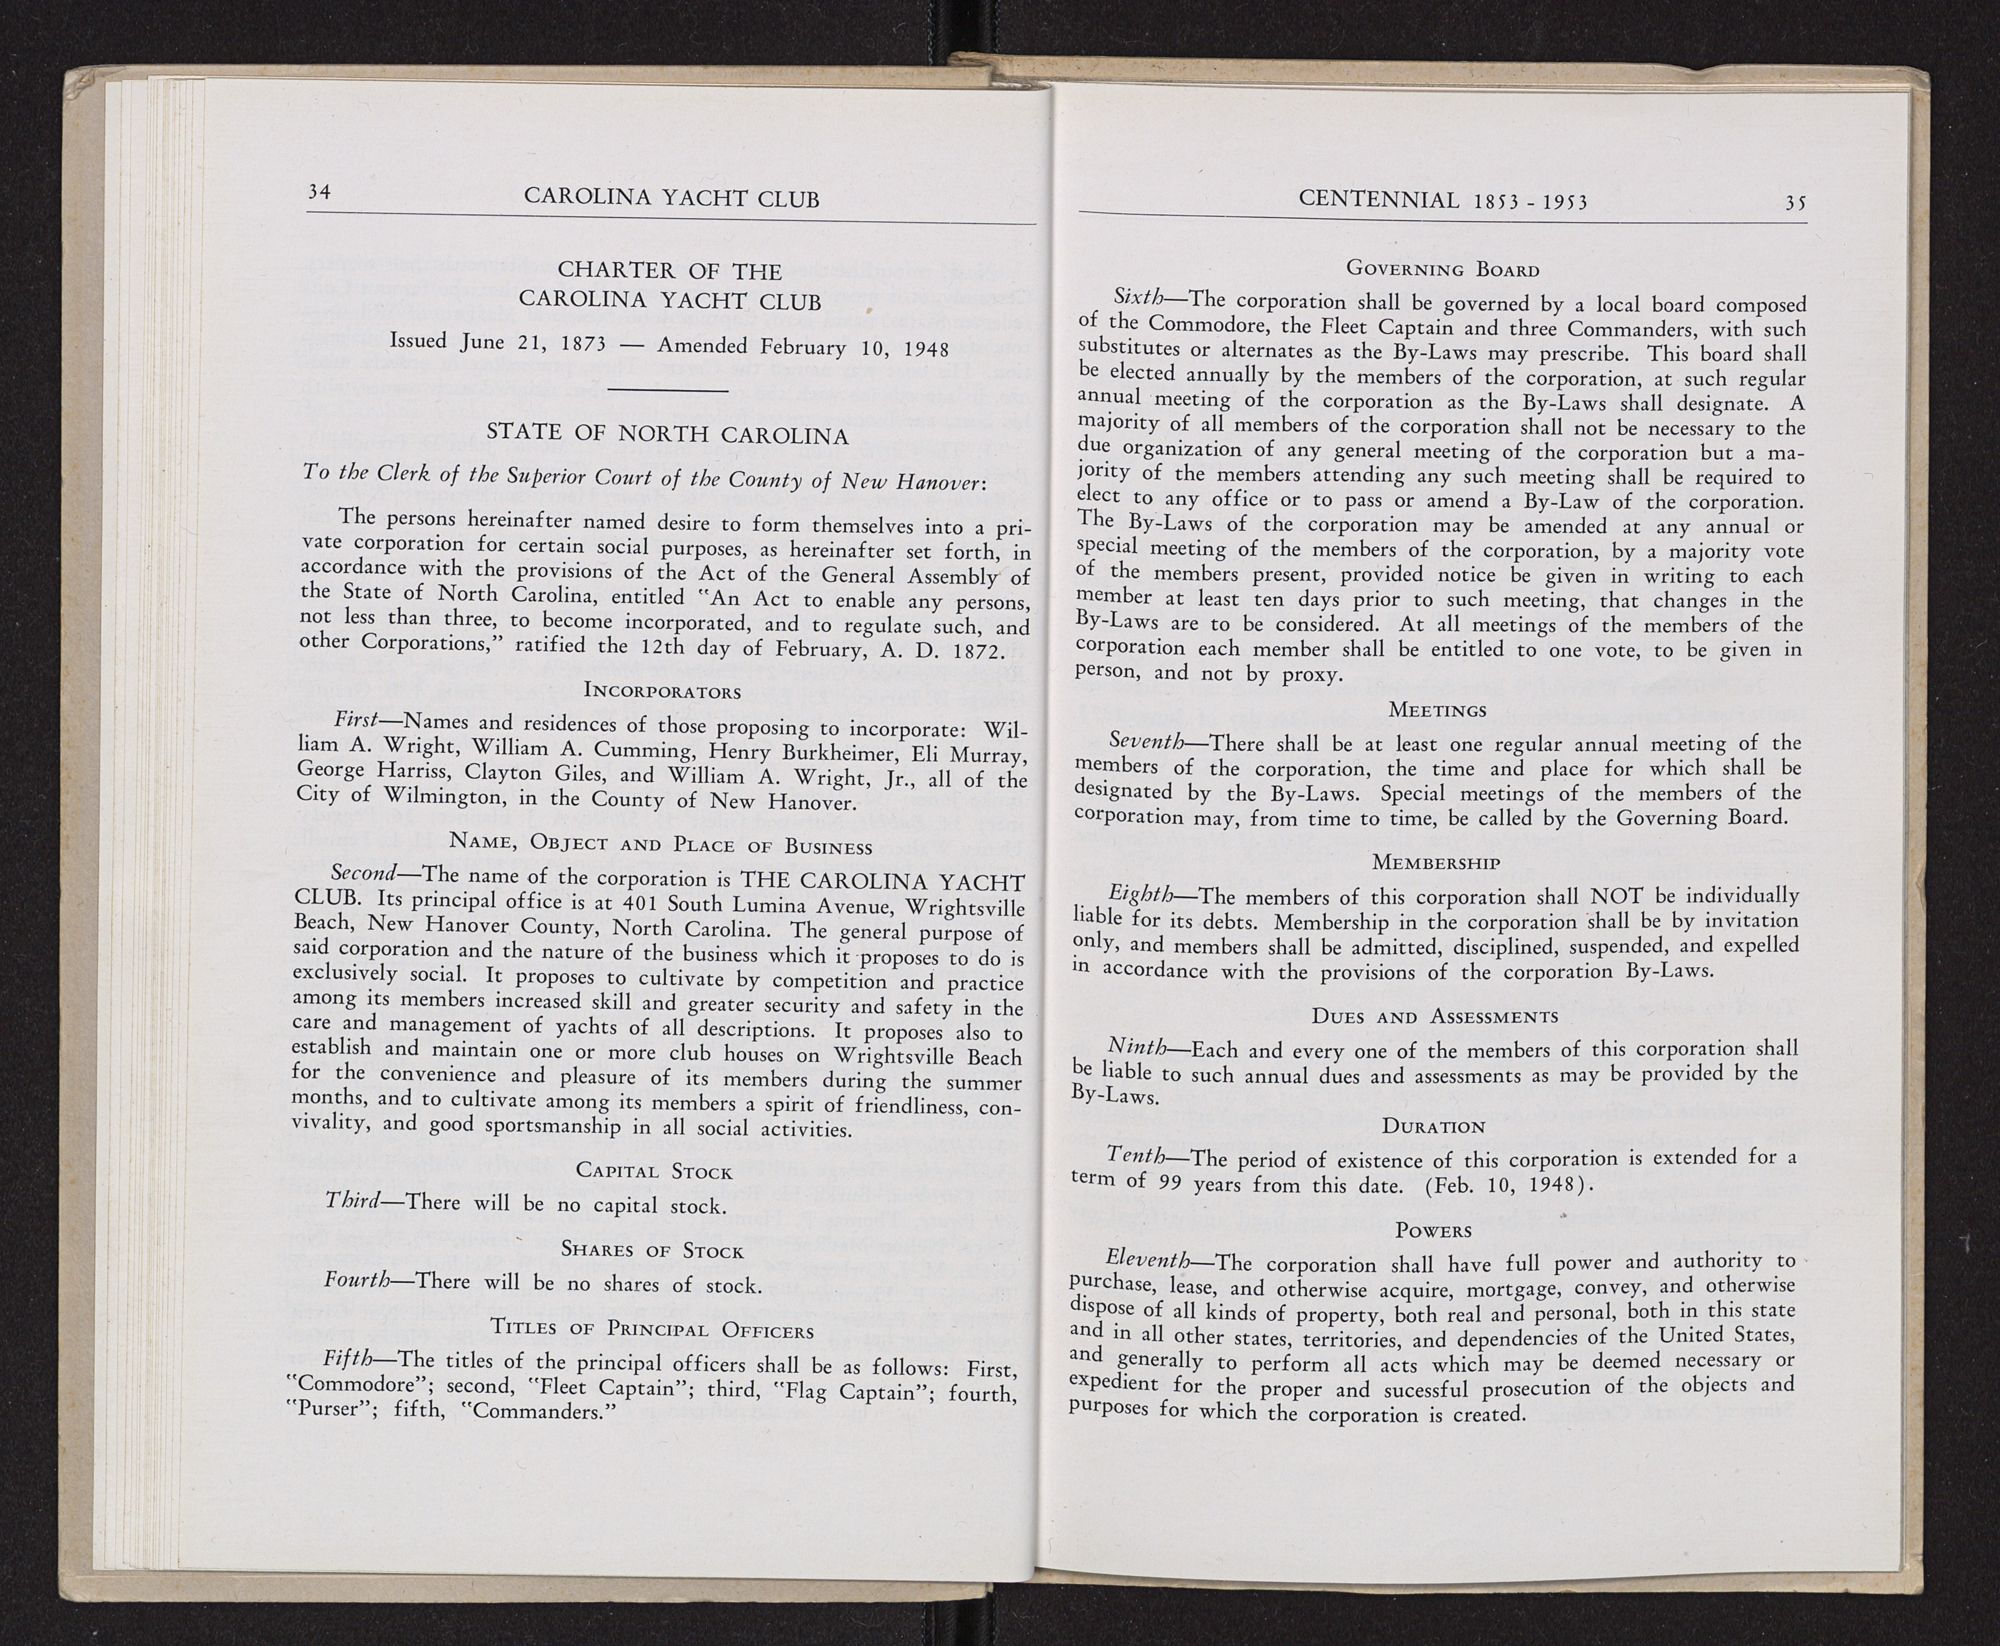 34 CAROLINA YACHT CLUB
CHARTER OF THE
CAROLINA YACHT CLUB
Issued June 21, 1873 — Amended February 10, 1948
STATE OF NORTH CAROLINA
To the Clerk of the Superior Court of the County of New Hanover:
The persons hereinafter named desire to form themselves into a pri-
vate corporation for certain social purposes, as hereinafter set forth, in
accordance with the provisions of the Act of the General Assembly of
the State of North Carolina, entitled "An Act to enable any persons,
not less than three, to become incorporated, and to regulate such, and
other Corporations," ratified the 12th day of February, A. D. 1872.
INCORPORATORS
First—Names and residences of those proposing to incorporate: Wil-
liam A. Wright, William A. Cumming, Henry Burkheimer, Eli Murray,
George Harriss, Clayton Giles, and William A. Wright, Jr., all of the
City of Wilmington, in the County of New Hanover.
NAME, OBJECT AND PLACE OF BUSINESS
Second—The name of the corporation is THE CAROLINA YACHT
CLUB. Its principal office is at 401 South Lumina Avenue, Wrightsville
Beach, New Hanover County, North Carolina. The general purpose of
said corporation and the nature of the business which it proposes to do is
exclusively social. It proposes to cultivate by competition and practice
among its members increased skill and greater security and safety in the
care and management of yachts of all descriptions. It proposes also to
establish and maintain one or more club houses on Wrightsville Beach
for the convenience and pleasure of its members during the summer
months, and to cultivate among its members a spirit of friendliness, con-
vivality, and good sportsmanship in all social activities.
CAPITAL STOCK
Third—There will be no capital stock.
SHARES OF STOCK
Fourth—There will be no shares of stock.
TITLES OF PRINCIPAL OFFICERS
Fifth—The titles of the principal officers shall be as follows: First,
"Commodore"; second, "Fleet Captain"; third, "Flag Captain"; fourth,
"Purser"; fifth, "Commanders."
CENTENNIAL 1853 - 1953 35
GOVERNING BOARD
Sixth—The corporation shall be governed by a local board composed
of the Commodore, the Fleet Captain and three Commanders, with such
substitutes or alternates as the By-Laws may prescribe. This board shall
be elected annually by the members of the corporation, at such regular
annual meeting of the corporation as the By-Laws shall designate. A
majority of all members of the corporation shall not be necessary to the
due organization of any general meeting of the corporation but a ma-
jority of the members attending any such meeting shall be required to
elect to any office or to pass or amend a By-Law of the corporation.
The By-Laws of the corporation may be amended at any annual or
special meeting of the members of the corporation, by a majority vote
of the members present, provided notice be given in writing to each
member at least ten days prior to such meeting, that changes in the
By-Laws are to be considered. At all meetings of the members of the
corporation each member shall be entitled to one vote, to be given in
person, and not by proxy.
MEETINGS
Seventh—There shall be at least one regular annual meeting of the
members of the corporation, the time and place for which shall be
designated by the By-Laws. Special meetings of the members of the
corporation may, from time to time, be called by the Governing Board.
MEMBERSHIP
Eighth—The members of this corporation shall NOT be individually
liable for its debts. Membership in the corporation shall be by invitation
only, and members shall be admitted, disciplined, suspended, and expelled
in accordance with the provisions of the corporation By-Laws.
DUES AND ASSESSMENTS
Ninth—Each and every one of the members of this corporation shall
be liable to such annual dues and assessments as may be provided by the
By-Laws.
DURATION
Tenth—The period of existence of this corporation is extended for a
term of 99 years from this date. (Feb. 10, 1948).
POWERS
Eleventh—The corporation shall have full power and authority to
purchase, lease, and otherwise acquire, mortgage, convey, and otherwise
dispose of all kinds of property, both real and personal, both in this state
and in all other states, territories, and dependencies of the United States,
and generally to perform all acts which may be deemed necessary or
expedient for the proper and sucessful prosecution of the objects and
purposes for which the corporation is created.